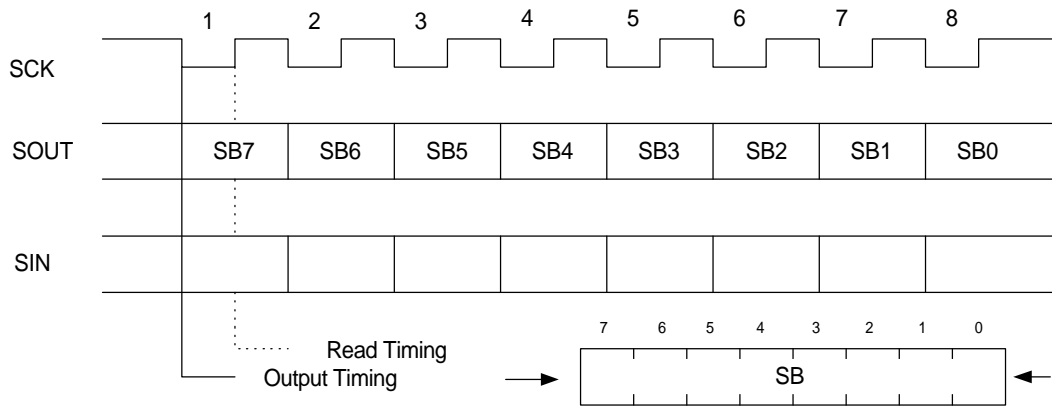 1 2 3 4 5 6 7 8
SCK
SOUT SB7 SB6 SB5 SB4 SB3 SB2 SB1 SB0
SIN
7 6 5 4 3 2 1 0
Read Timing
Output Timing
SB